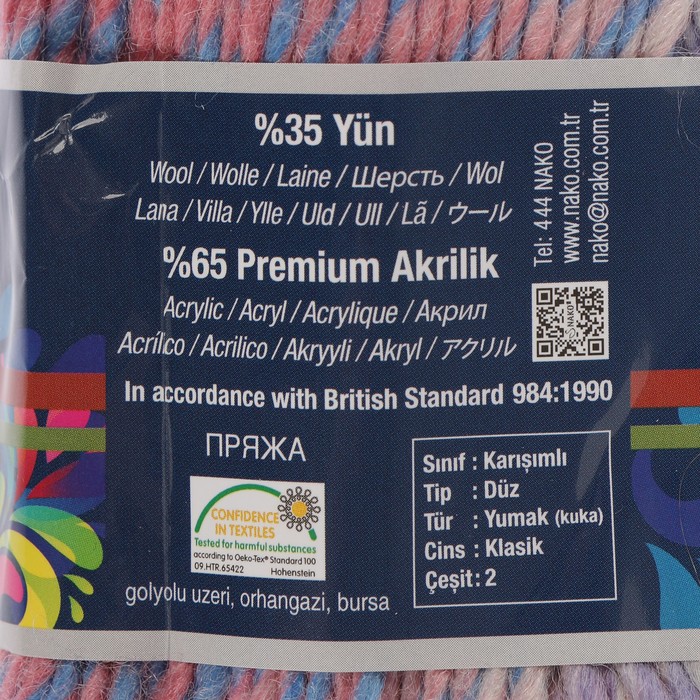 %35 Yün
Wool / Wolle / Laine / Шерсть / Wol
Lana / Villa / Ylle / Uld / Ull / Lã / ウール
%65 Premium Akrilik
Acrylic / Acryl / Acrylique / Акрил
Acrílico / Acrilico / Akryyli / Akryl / アクリル
In accordance with British Standard 984:1990
Tel: 444 NAKO
www.nako.com.tr
nako@nako.com.tr
NAKO
ПРЯЖА
CONFIDENCE
IN TEXTILES
Tested for harmful substances
according to Oeko-Tex® Standard 100
09.HTR.65422 Hohenstein
golyolu uzeri, orhangazi, bursa
Sınıf : Karışımlı
Tip : Düz
Tür : Yumak (kuka)
Cins : Klasik
Çeşit : 2